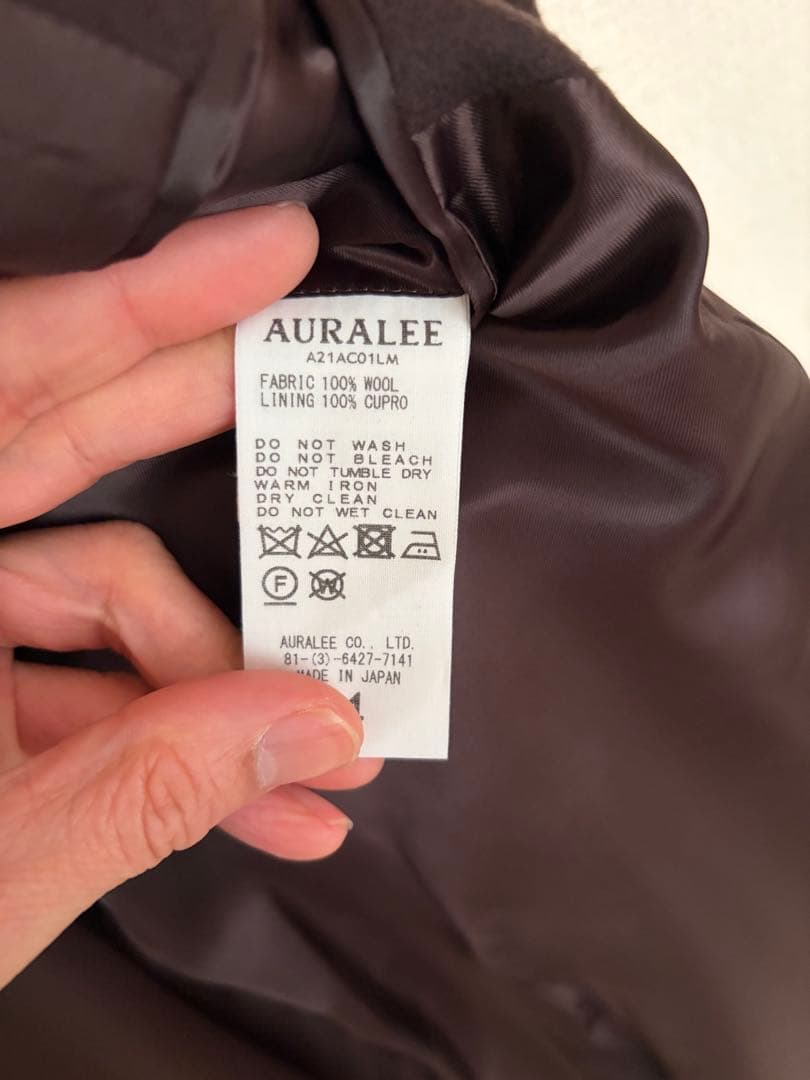 AURALEE
A21AC01LM
FABRIC 100% WOOL
LINING 100% CUPRO
DO NOT WASH
DO NOT BLEACH
DO NOT TUMBLE DRY
WARM IRON
DRY CLEAN
DO NOT WET CLEAN
F W
AURALEE CO., LTD.
81-(3)-6427-7141
MADE IN JAPAN